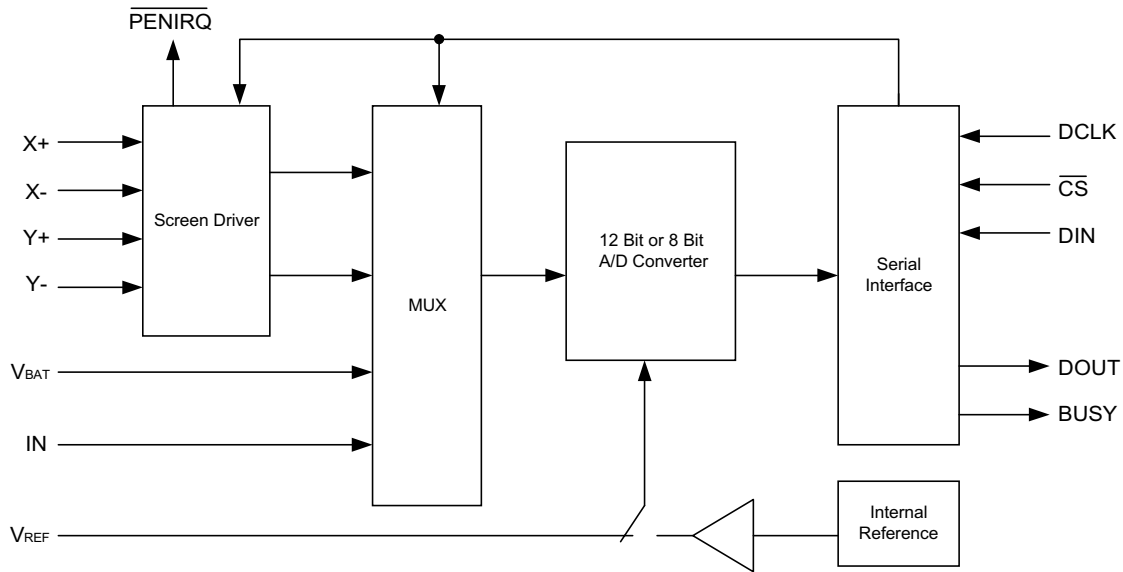 PENIRQ
X+
X-
Y+
Y-
Screen Driver
VBAT
IN
VREF
MUX
12 Bit or 8 Bit
A/D Converter
Serial
Interface
DCLK
CS
DIN
DOUT
BUSY
Internal
Reference